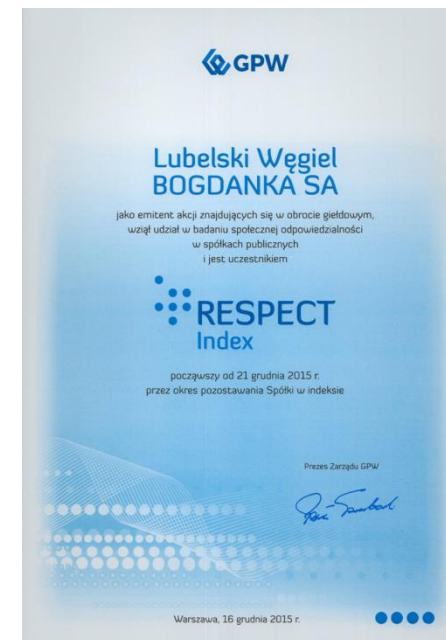 GPW
Lubelski Węgiel
BOGDANKA SA
jako emitent akcji znajdujących się w obrocie giełdowym,
wziął udział w badaniu społecznej odpowiedzialności
w spółkach publicznych
i jest uczestnikiem
RESPECT
Index
począwszy od 21 grudnia 2015 r.
przez okres pozostawania Spółki w indeksie
Prezes Zarządu GPW
Warszawa, 16 grudnia 2015 r.